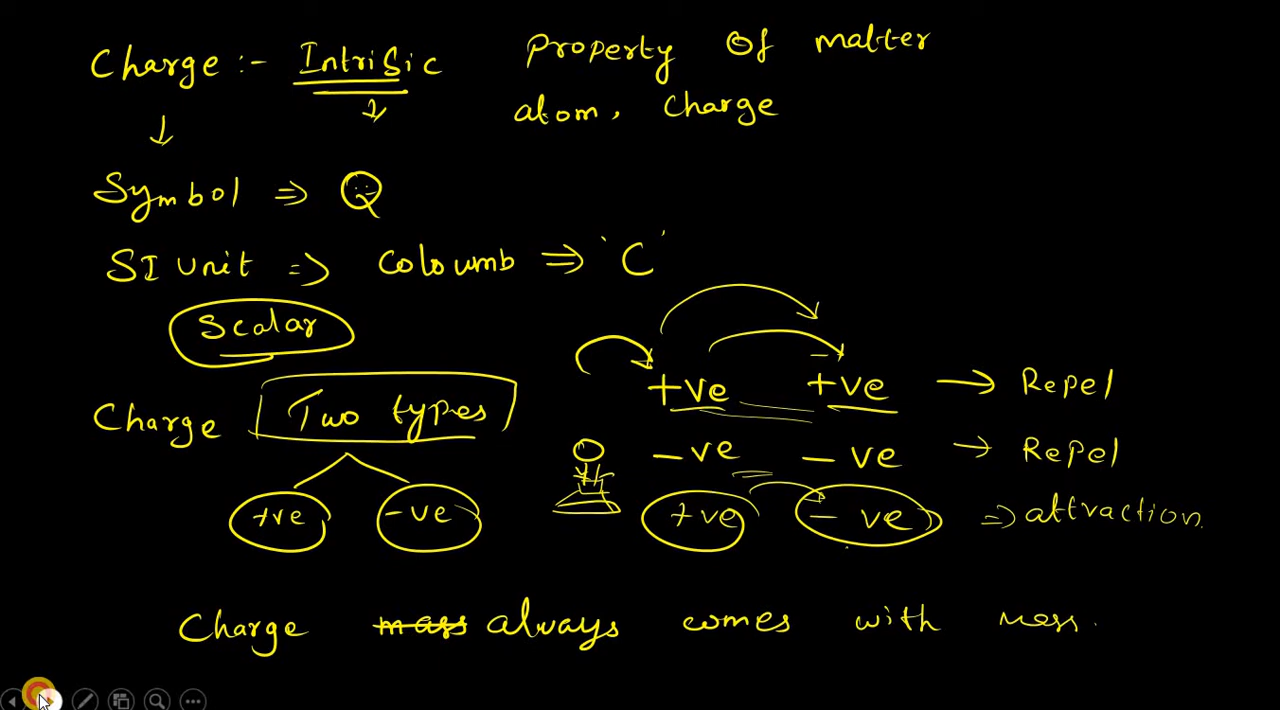 Charge :- Intrisic property Of matter
↓ ↓ atom, Charge
Symbol ⇒ Q
SI unit ⇒ Coloumb ⇒ 'C'
Scalar
+ve +ve → Repel
Charge Two types
-ve -ve → Repel
+ve -ve
+ve -ve ⇒ attraction
Charge mass always comes with mass.